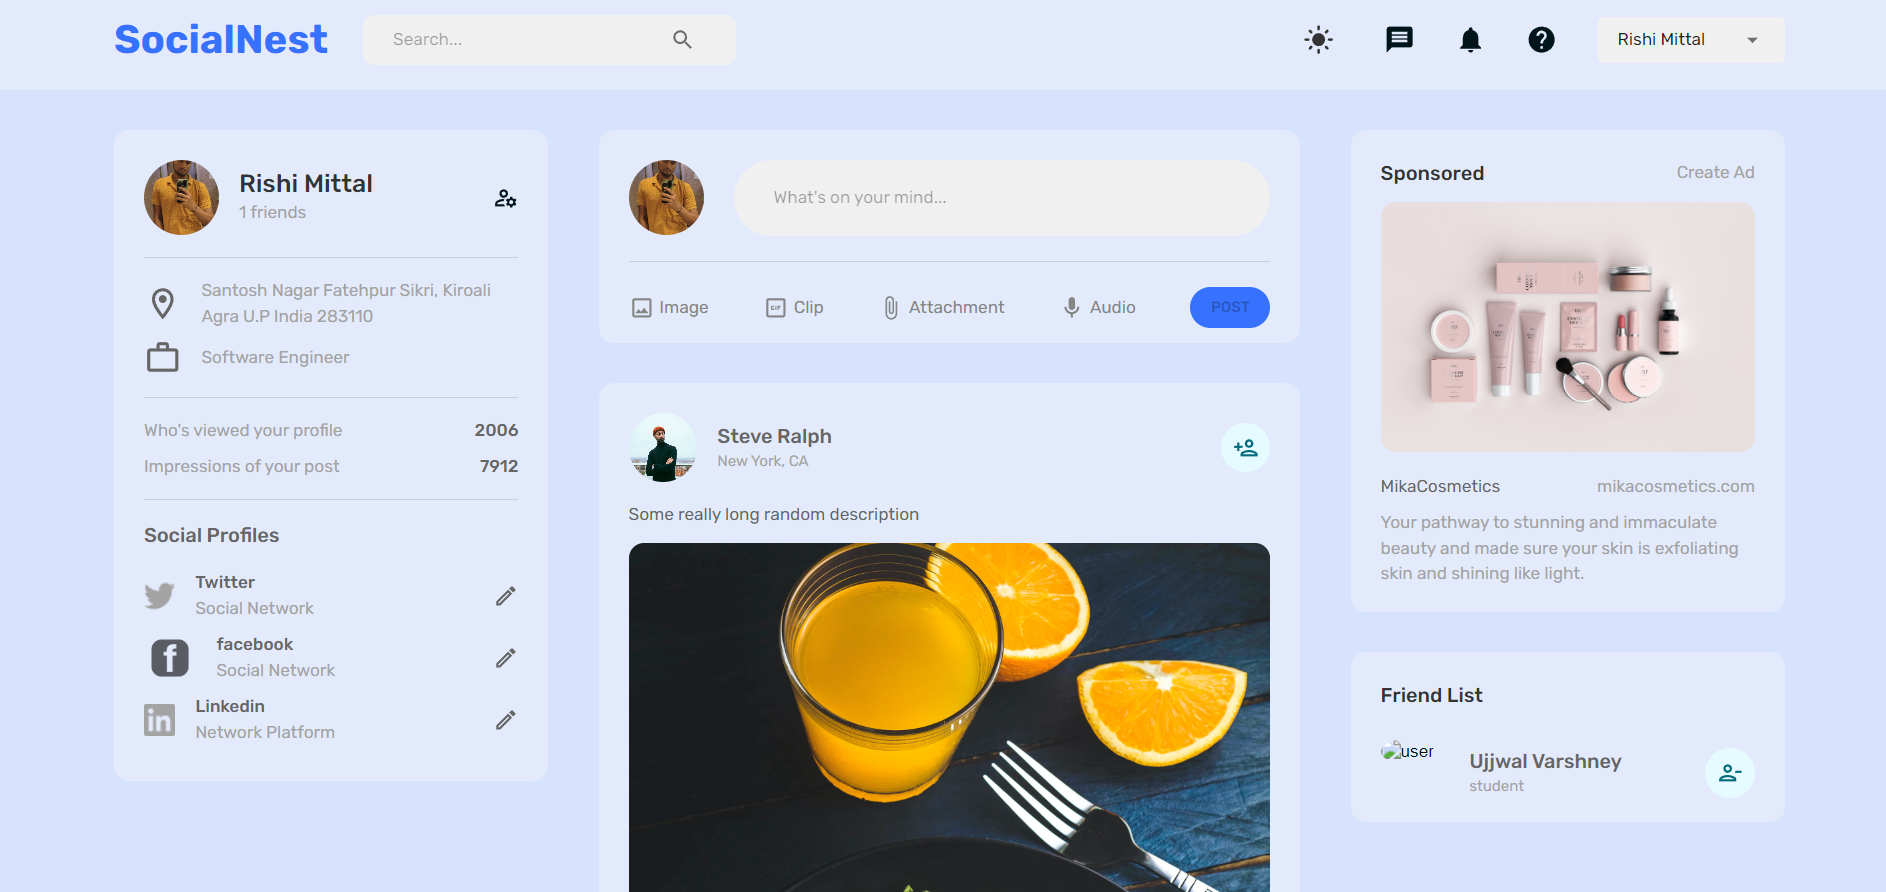 SocialNest
Search...
Rishi Mittal
Rishi Mittal
1 friends
Santosh Nagar Fatehpur Sikri, Kiroali
Agra U.P India 283110
Software Engineer
Who's viewed your profile 2006
Impressions of your post 7912
Social Profiles
Twitter
Social Network
facebook
Social Network
Linkedin
Network Platform
What's on your mind...
Image
GIF
Clip
Attachment
Audio
POST
Steve Ralph
New York, CA
Some really long random description
Sponsored
Create Ad
MikaCosmetics
mikacosmetics.com
Your pathway to stunning and immaculate
beauty and made sure your skin is exfoliating
skin and shining like light.
Friend List
user
Ujjwal Varshney
student